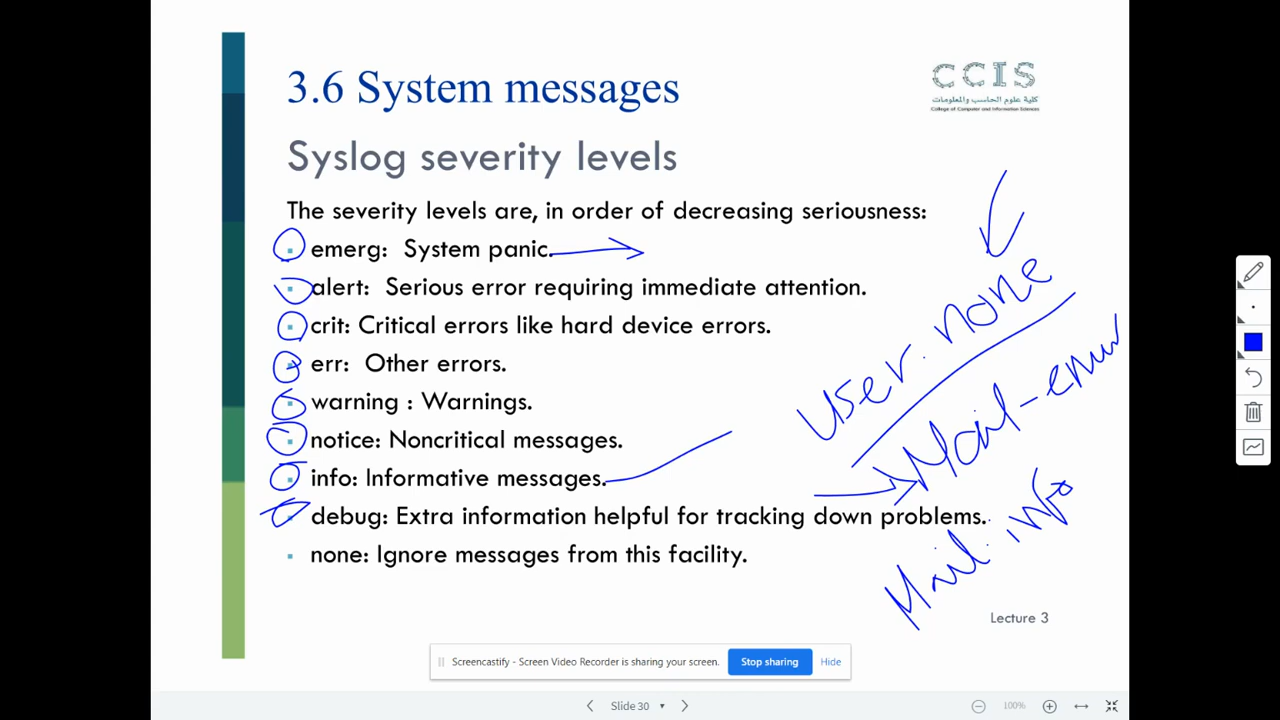 3.6 System messages
CCIS
كلية علوم الحاسب والمعلومات
College of Computer and Information Sciences
Syslog severity levels
The severity levels are, in order of decreasing seriousness:
emerg: System panic.
alert: Serious error requiring immediate attention.
crit: Critical errors like hard device errors.
err: Other errors.
warning : Warnings.
notice: Noncritical messages.
info: Informative messages.
debug: Extra information helpful for tracking down problems.
none: Ignore messages from this facility.
user.none
Mail-
Mail.info
Lecture 3
Screencastify - Screen Video Recorder is sharing your screen.
Stop sharing
Hide
Slide 30
100%